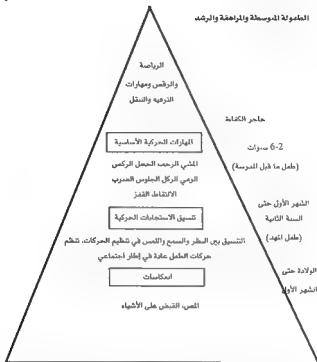 الطفولة المتوسطة والمراهقة والرشد
الرياضة
والرقص ومهارات
الترفيه والتنقل
حاجز الكفاءة
المهارات الحركية الأساسية
2-6 سنوات
المشي الزحف الحجل الركض
(طفل ما قبل المدرسة)
الرمي الركل الجلوس الضرب
الالتقاط القفز
الشهر الأول حتى
تنسيق الاستجابات الحركية
السنة الثانية
(طفل المهد)
التنسيق بين النظر والسمع واللمس في تنظيم الحركات، تنظم
حركات الطفل عادة في إطار اجتماعي
الولادة حتى
انعكاسات
الشهر الأول
المص، القبض على الأشياء